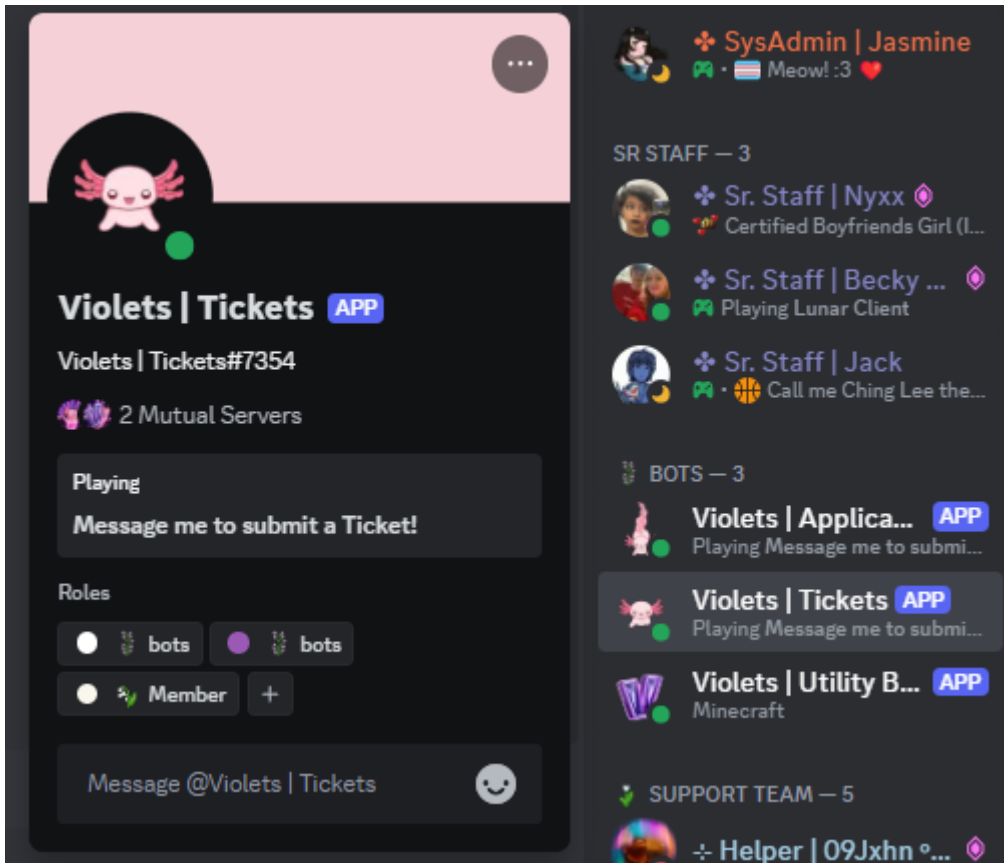 Violets | Tickets APP
Violets | Tickets#7354
2 Mutual Servers
Playing
Message me to submit a Ticket!
Roles
bots
bots
Member
+
Message @Violets | Tickets
SysAdmin | Jasmine
Meow! :3
SR STAFF — 3
Sr. Staff | Nyxx
Certified Boyfriends Girl (I...
Sr. Staff | Becky ...
Playing Lunar Client
Sr. Staff | Jack
Call me Ching Lee the...
BOTS — 3
Violets | Applica... APP
Playing Message me to submi...
Violets | Tickets APP
Playing Message me to submi...
Violets | Utility B... APP
Minecraft
SUPPORT TEAM — 5
Helper | 09Jxhn º...